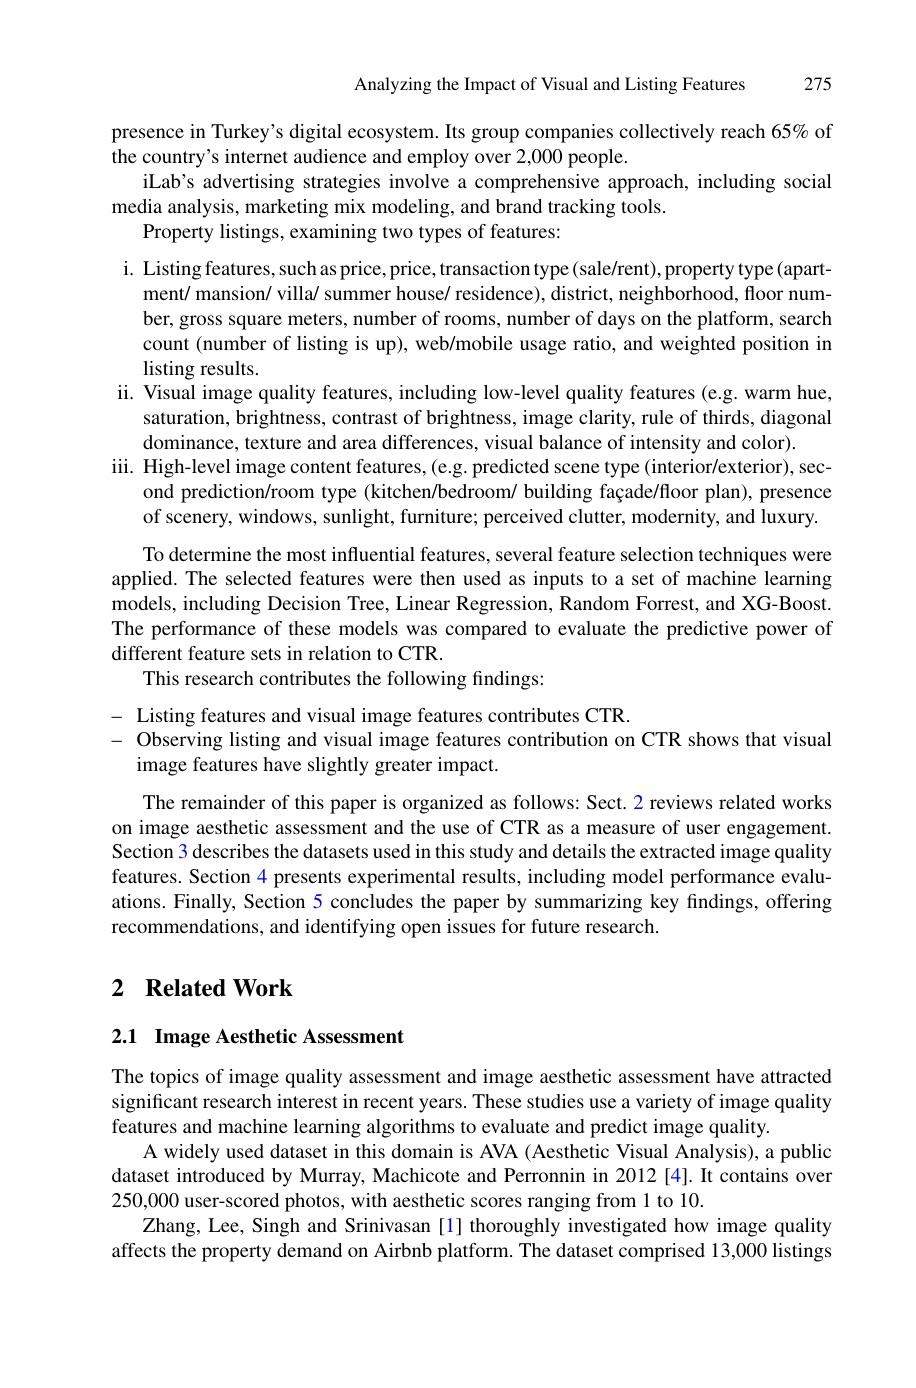 Analyzing the Impact of Visual and Listing Features 275
presence in Turkey's digital ecosystem. Its group companies collectively reach 65% of
the country's internet audience and employ over 2,000 people.
iLab's advertising strategies involve a comprehensive approach, including social
media analysis, marketing mix modeling, and brand tracking tools.
Property listings, examining two types of features:
i. Listing features, such as price, price, transaction type (sale/rent), property type (apart-
ment/ mansion/ villa/ summer house/ residence), district, neighborhood, floor num-
ber, gross square meters, number of rooms, number of days on the platform, search
count (number of listing is up), web/mobile usage ratio, and weighted position in
listing results.
ii. Visual image quality features, including low-level quality features (e.g. warm hue,
saturation, brightness, contrast of brightness, image clarity, rule of thirds, diagonal
dominance, texture and area differences, visual balance of intensity and color).
iii. High-level image content features, (e.g. predicted scene type (interior/exterior), sec-
ond prediction/room type (kitchen/bedroom/ building façade/floor plan), presence
of scenery, windows, sunlight, furniture; perceived clutter, modernity, and luxury.
To determine the most influential features, several feature selection techniques were
applied. The selected features were then used as inputs to a set of machine learning
models, including Decision Tree, Linear Regression, Random Forrest, and XG-Boost.
The performance of these models was compared to evaluate the predictive power of
different feature sets in relation to CTR.
This research contributes the following findings:
– Listing features and visual image features contributes CTR.
– Observing listing and visual image features contribution on CTR shows that visual
image features have slightly greater impact.
The remainder of this paper is organized as follows: Sect. 2 reviews related works
on image aesthetic assessment and the use of CTR as a measure of user engagement.
Section 3 describes the datasets used in this study and details the extracted image quality
features. Section 4 presents experimental results, including model performance evalu-
ations. Finally, Section 5 concludes the paper by summarizing key findings, offering
recommendations, and identifying open issues for future research.
2 Related Work
2.1 Image Aesthetic Assessment
The topics of image quality assessment and image aesthetic assessment have attracted
significant research interest in recent years. These studies use a variety of image quality
features and machine learning algorithms to evaluate and predict image quality.
A widely used dataset in this domain is AVA (Aesthetic Visual Analysis), a public
dataset introduced by Murray, Machicote and Perronnin in 2012 [4]. It contains over
250,000 user-scored photos, with aesthetic scores ranging from 1 to 10.
Zhang, Lee, Singh and Srinivasan [1] thoroughly investigated how image quality
affects the property demand on Airbnb platform. The dataset comprised 13,000 listings